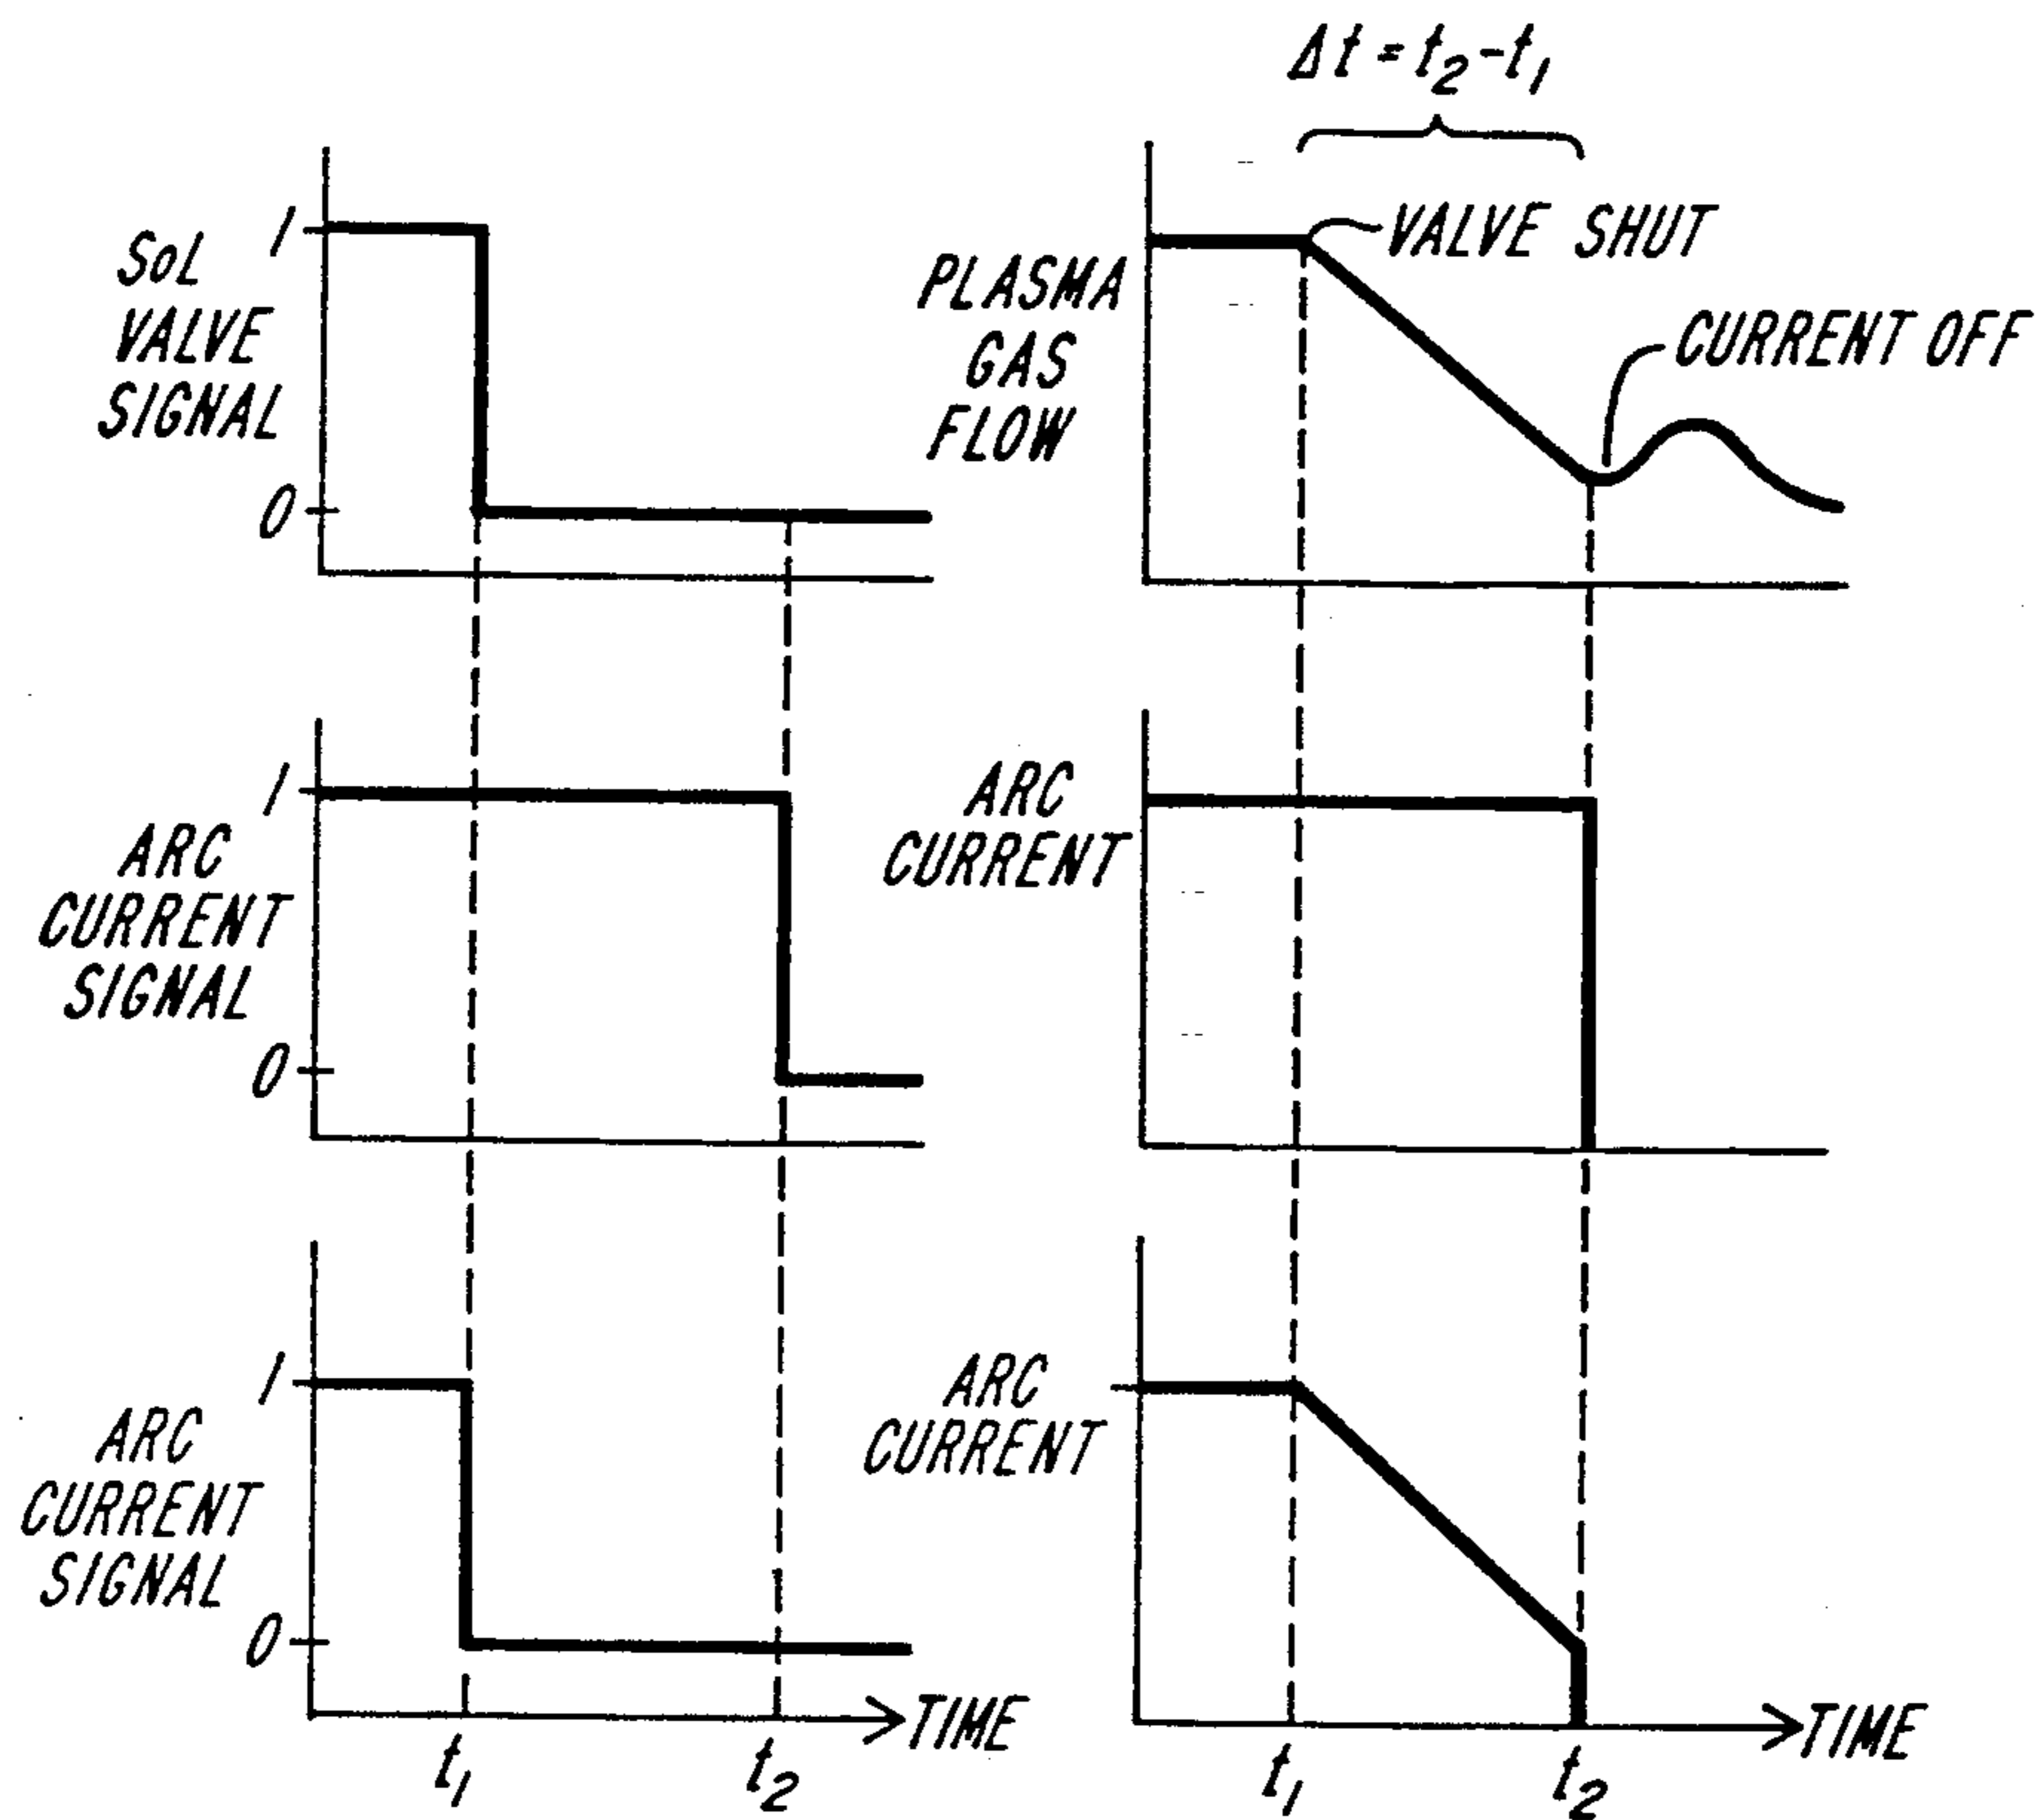 Δt = t₂-t₁
1
SOL
VALVE
SIGNAL
0
PLASMA
GAS
FLOW
VALVE SHUT
CURRENT OFF
1
ARC
CURRENT
SIGNAL
0
ARC
CURRENT
1
ARC
CURRENT
SIGNAL
0
TIME
t₁
t₂
ARC
CURRENT
TIME
t₁
t₂